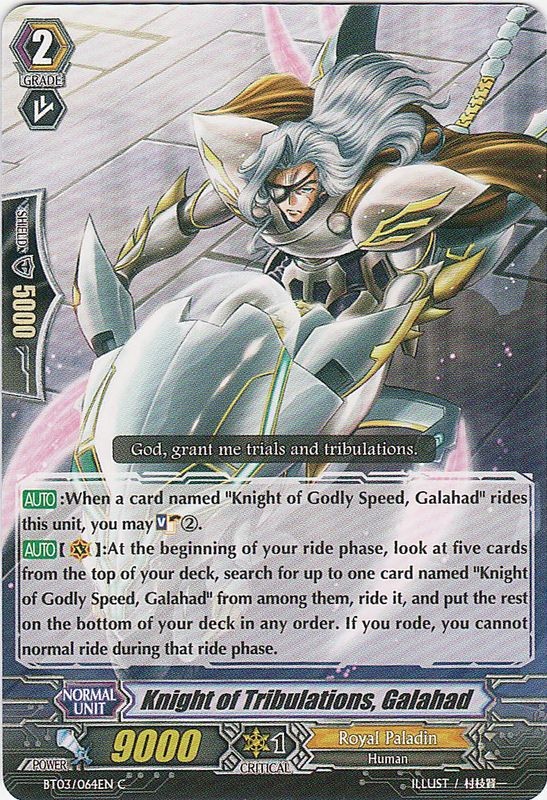 2
GRADE
SHIELD
5000
God, grant me trials and tribulations.
AUTO:When a card named "Knight of Godly Speed, Galahad" rides
this unit, you may V②.
AUTO[ V ]:At the beginning of your ride phase, look at five cards
from the top of your deck, search for up to one card named "Knight
of Godly Speed, Galahad" from among them, ride it, and put the rest
on the bottom of your deck in any order. If you rode, you cannot
normal ride during that ride phase.
NORMAL
UNIT
Knight of Tribulations, Galahad
POWER
9000
1
CRITICAL
Royal Paladin
Human
BT03/064EN C
ILLUST / 村枝賢一